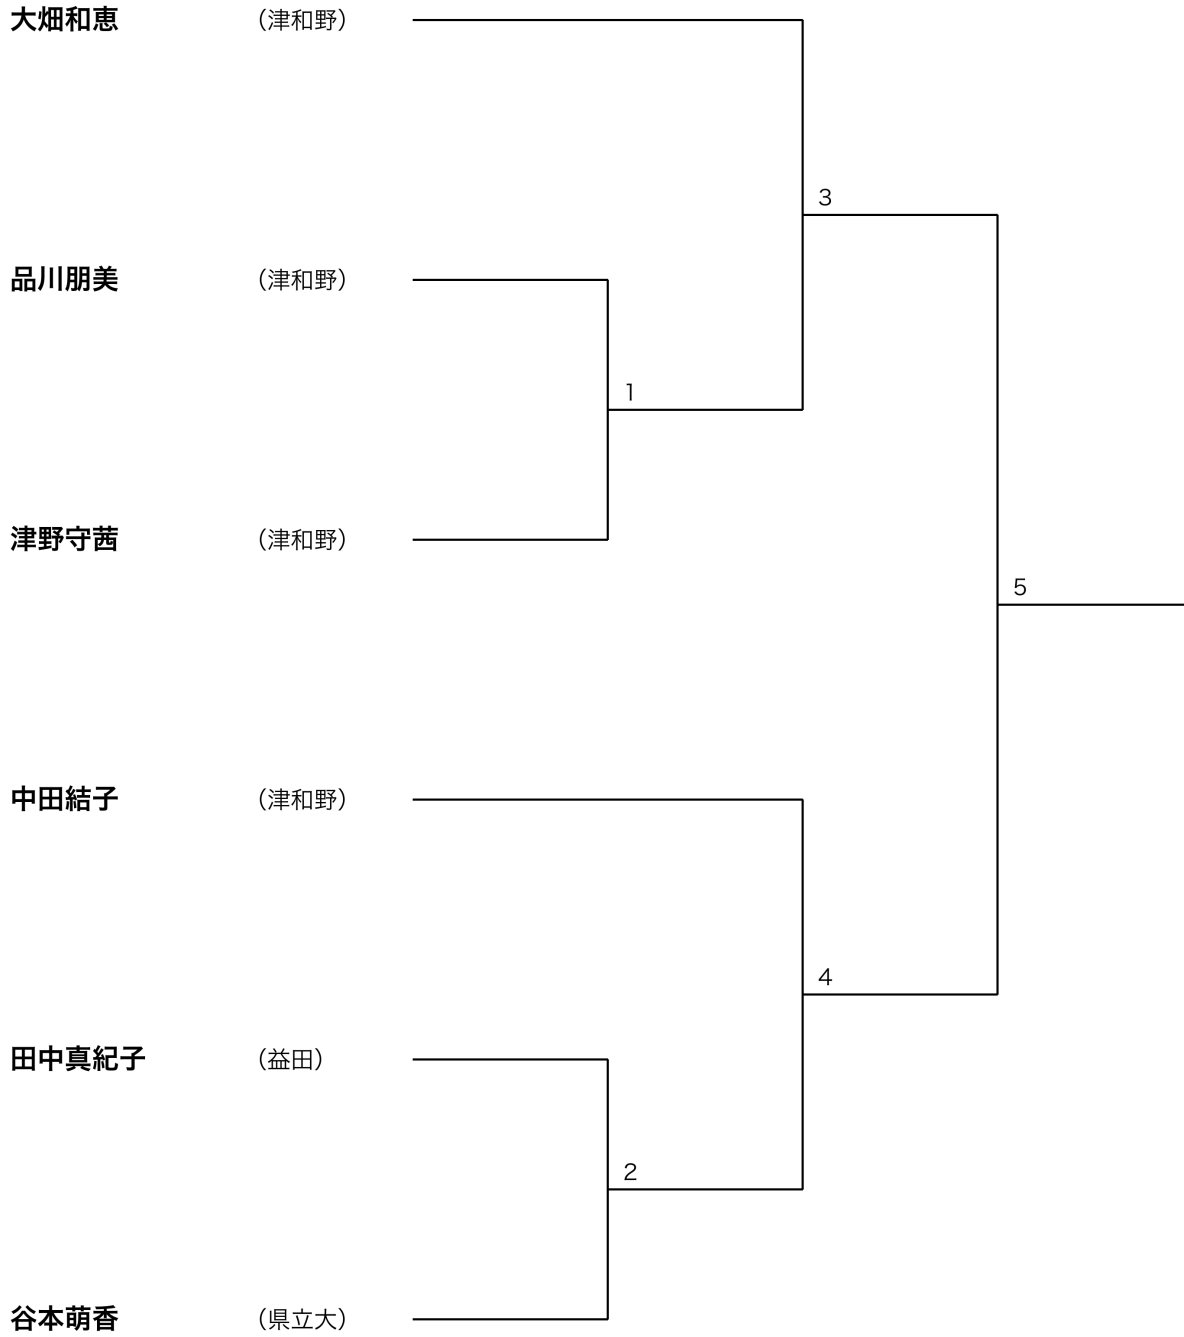 大畑和恵 （津和野）
3
品川朋美 （津和野）
1
津野守茜 （津和野）
5
中田結子 （津和野）
4
田中真紀子 （益田）
2
谷本萌香 （県立大）